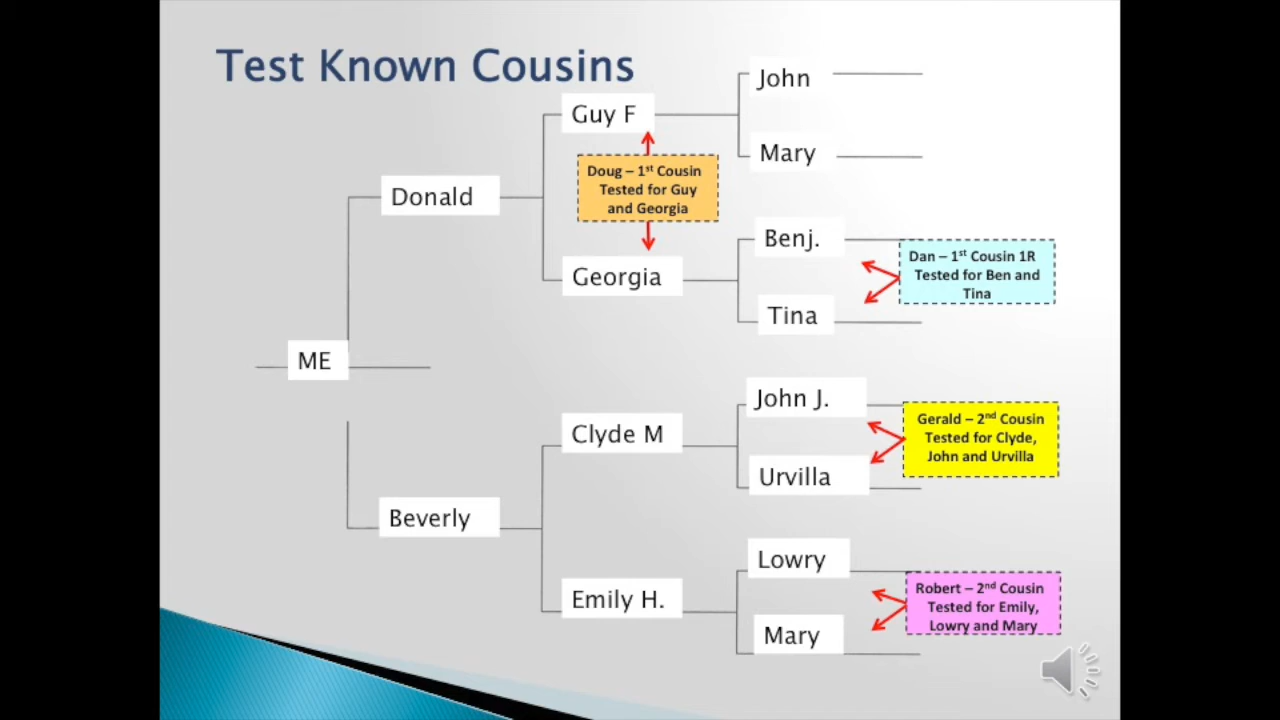 Test Known Cousins
John
Guy F
Mary
Doug – 1st Cousin
Tested for Guy
and Georgia
Donald
Benj.
Dan – 1st Cousin 1R
Tested for Ben and
Tina
Georgia
Tina
ME
John J.
Gerald – 2nd Cousin
Tested for Clyde,
John and Urvilla
Clyde M
Urvilla
Beverly
Lowry
Robert – 2nd Cousin
Tested for Emily,
Lowry and Mary
Emily H.
Mary